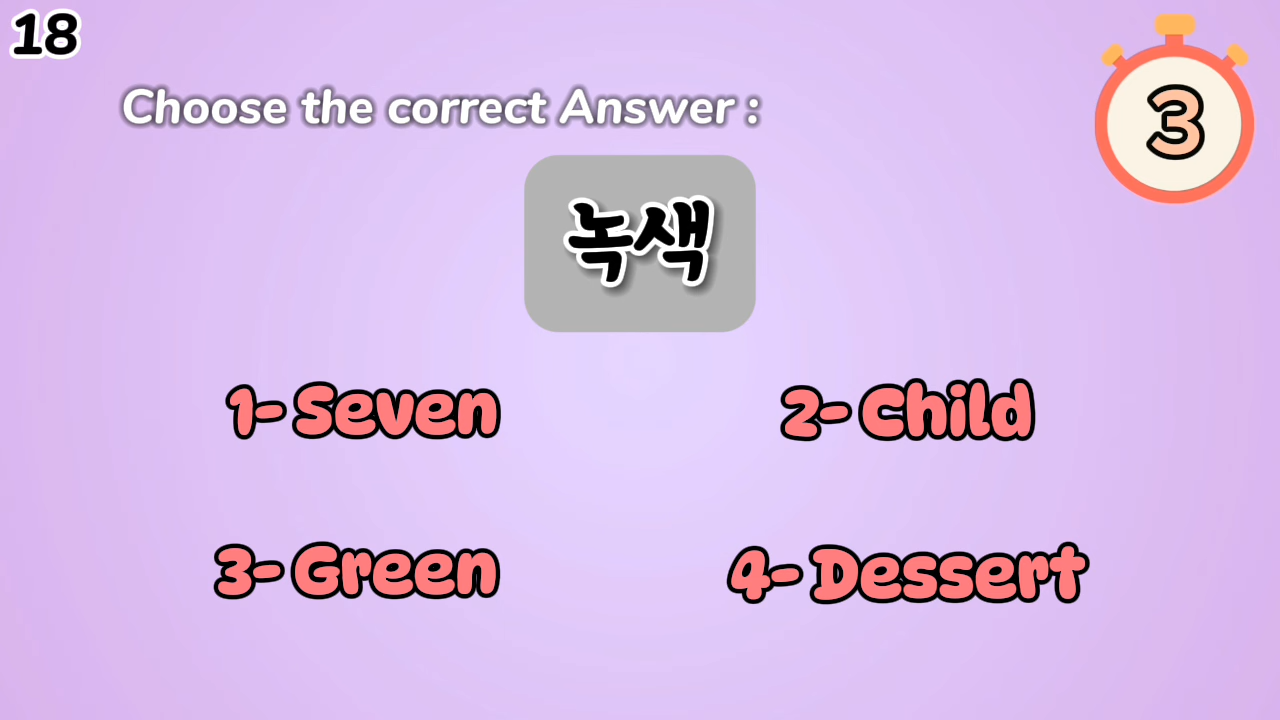 18
3
Choose the correct Answer :
녹색
1- Seven
2- Child
3- Green
4- Dessert